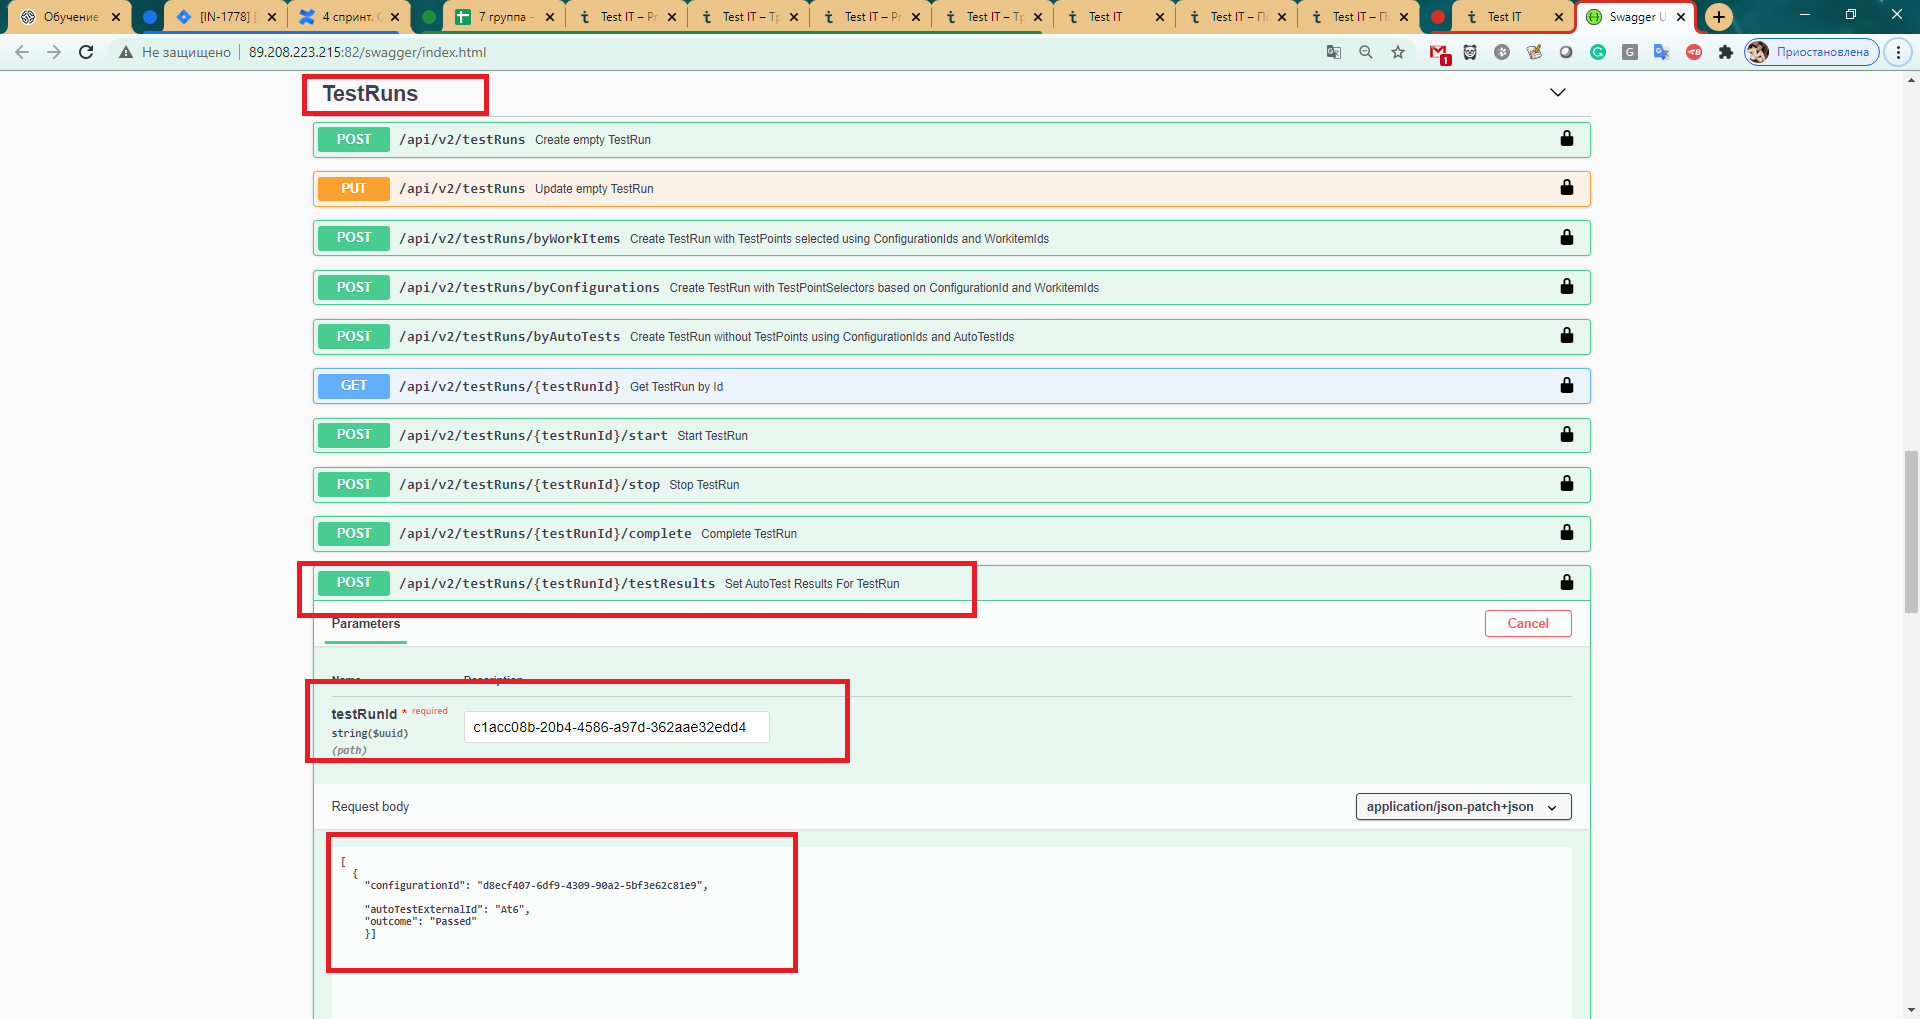 Обучение
[IN-1778] [
4 спринт. С
7 группа -
Test IT – Pr
Test IT – Тр
Test IT – Pr
Test IT – Тр
Test IT
Test IT – По
Test IT – По
Test IT
Swagger U
Не защищено
89.208.223.215:82/swagger/index.html
1
Приостановлена
TestRuns
POST /api/v2/testRuns Create empty TestRun
PUT /api/v2/testRuns Update empty TestRun
POST /api/v2/testRuns/byWorkItems Create TestRun with TestPoints selected using ConfigurationIds and WorkitemIds
POST /api/v2/testRuns/byConfigurations Create TestRun with TestPointSelectors based on ConfigurationId and WorkitemIds
POST /api/v2/testRuns/byAutoTests Create TestRun without TestPoints using ConfigurationIds and AutoTestIds
GET /api/v2/testRuns/{testRunId} Get TestRun by Id
POST /api/v2/testRuns/{testRunId}/start Start TestRun
POST /api/v2/testRuns/{testRunId}/stop Stop TestRun
POST /api/v2/testRuns/{testRunId}/complete Complete TestRun
POST /api/v2/testRuns/{testRunId}/testResults Set AutoTest Results For TestRun
Parameters
Cancel
Name Description
testRunId * required
string($uuid)
(path)
c1acc08b-20b4-4586-a97d-362aae32edd4
Request body
application/json-patch+json
[
{
"configurationId": "d8ecf407-6df9-4309-90a2-5bf3e62c81e9",
"autoTestExternalId": "At6",
"outcome": "Passed"
}]